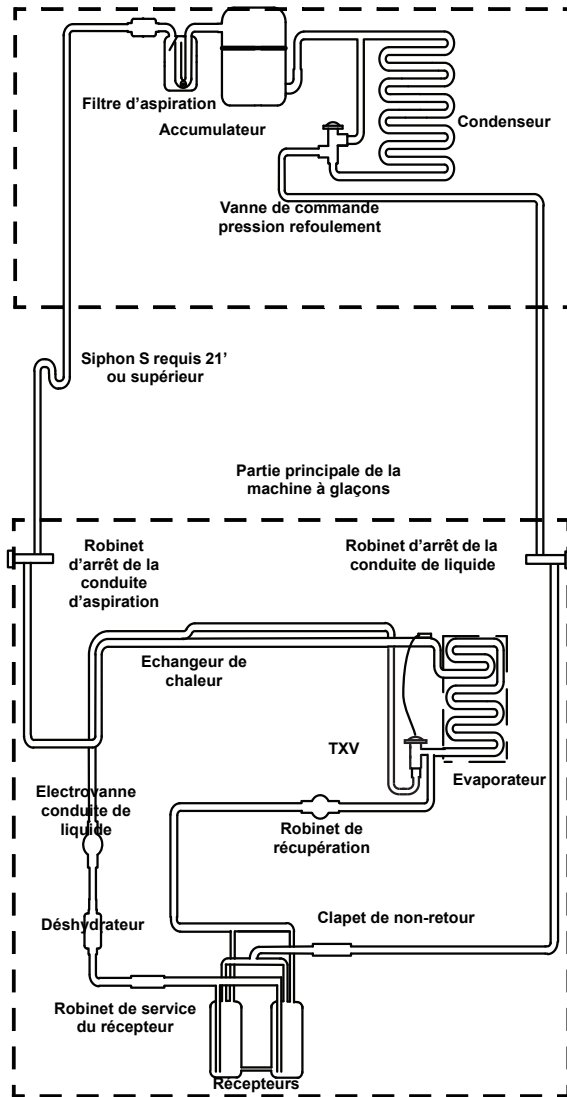 Filtre d'aspiration
Accumulateur
Condenseur
Vanne de commande
pression refoulement
Siphon S requis 21'
ou supérieur
Partie principale de la
machine à glaçons
Robinet
d'arrêt de la
conduite
d'aspiration
Robinet d'arrêt de la
conduite de liquide
Echangeur de
chaleur
TXV
Evaporateur
Electrovanne
conduite de
liquide
Robinet de
récupération
Déshydrateur
Clapet de non-retour
Robinet de service
du récepteur
Récepteurs